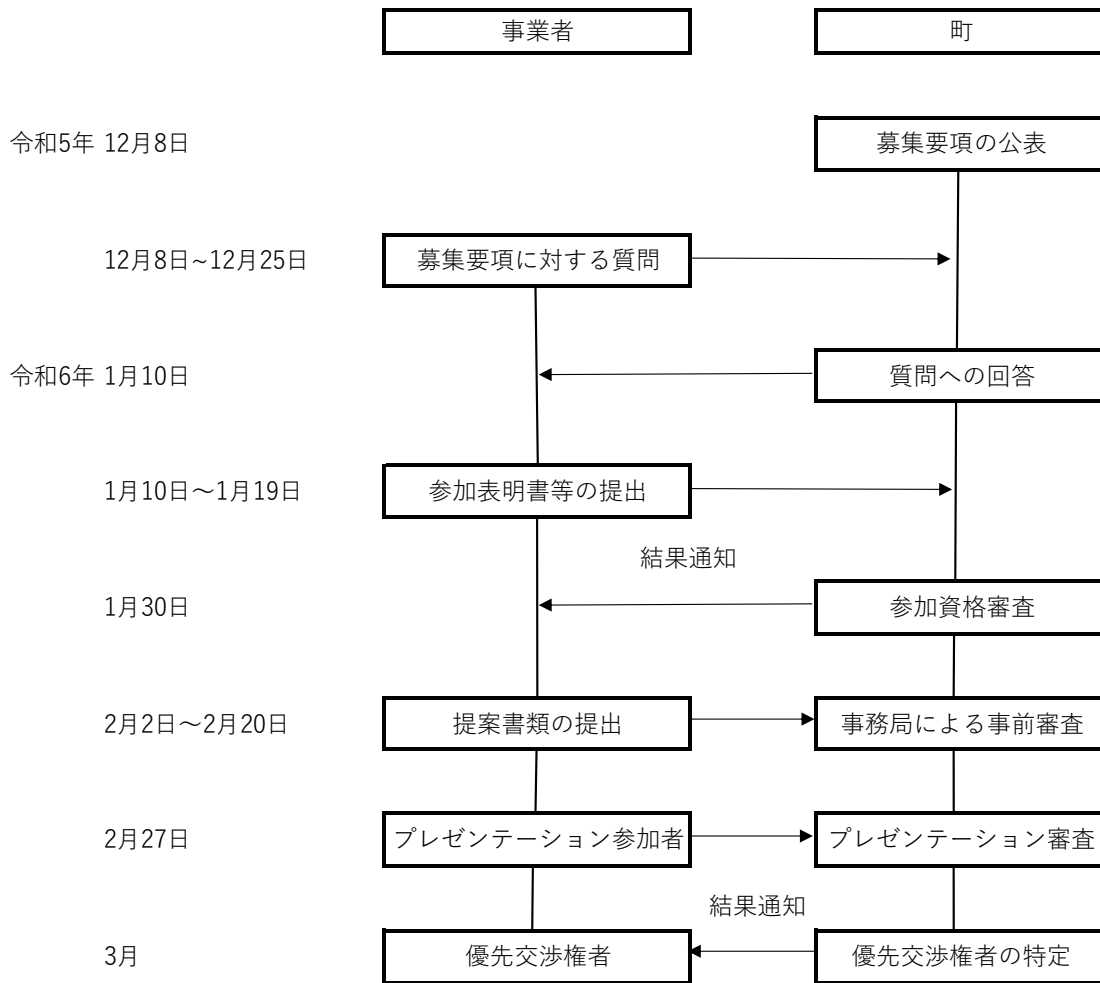 事業者 町
令和5年 12月8日 募集要項の公表
12月8日~12月25日 募集要項に対する質問
令和6年 1月10日 質問への回答
1月10日～1月19日 参加表明書等の提出
結果通知
1月30日 参加資格審査
2月2日～2月20日 提案書類の提出 事務局による事前審査
2月27日 プレゼンテーション参加者 プレゼンテーション審査
結果通知
3月 優先交渉権者 優先交渉権者の特定